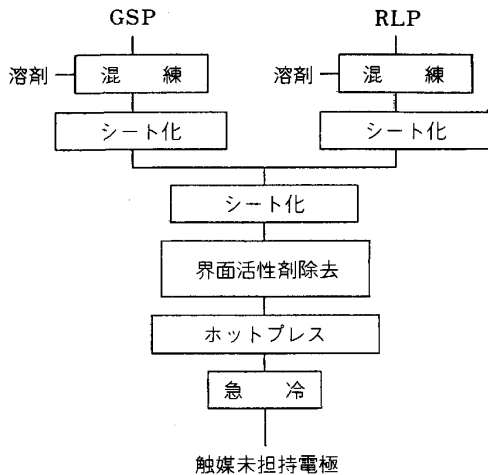 GSP RLP
溶剤 混練 溶剤 混練
シート化 シート化
シート化
界面活性剤除去
ホットプレス
急冷
触媒未担持電極